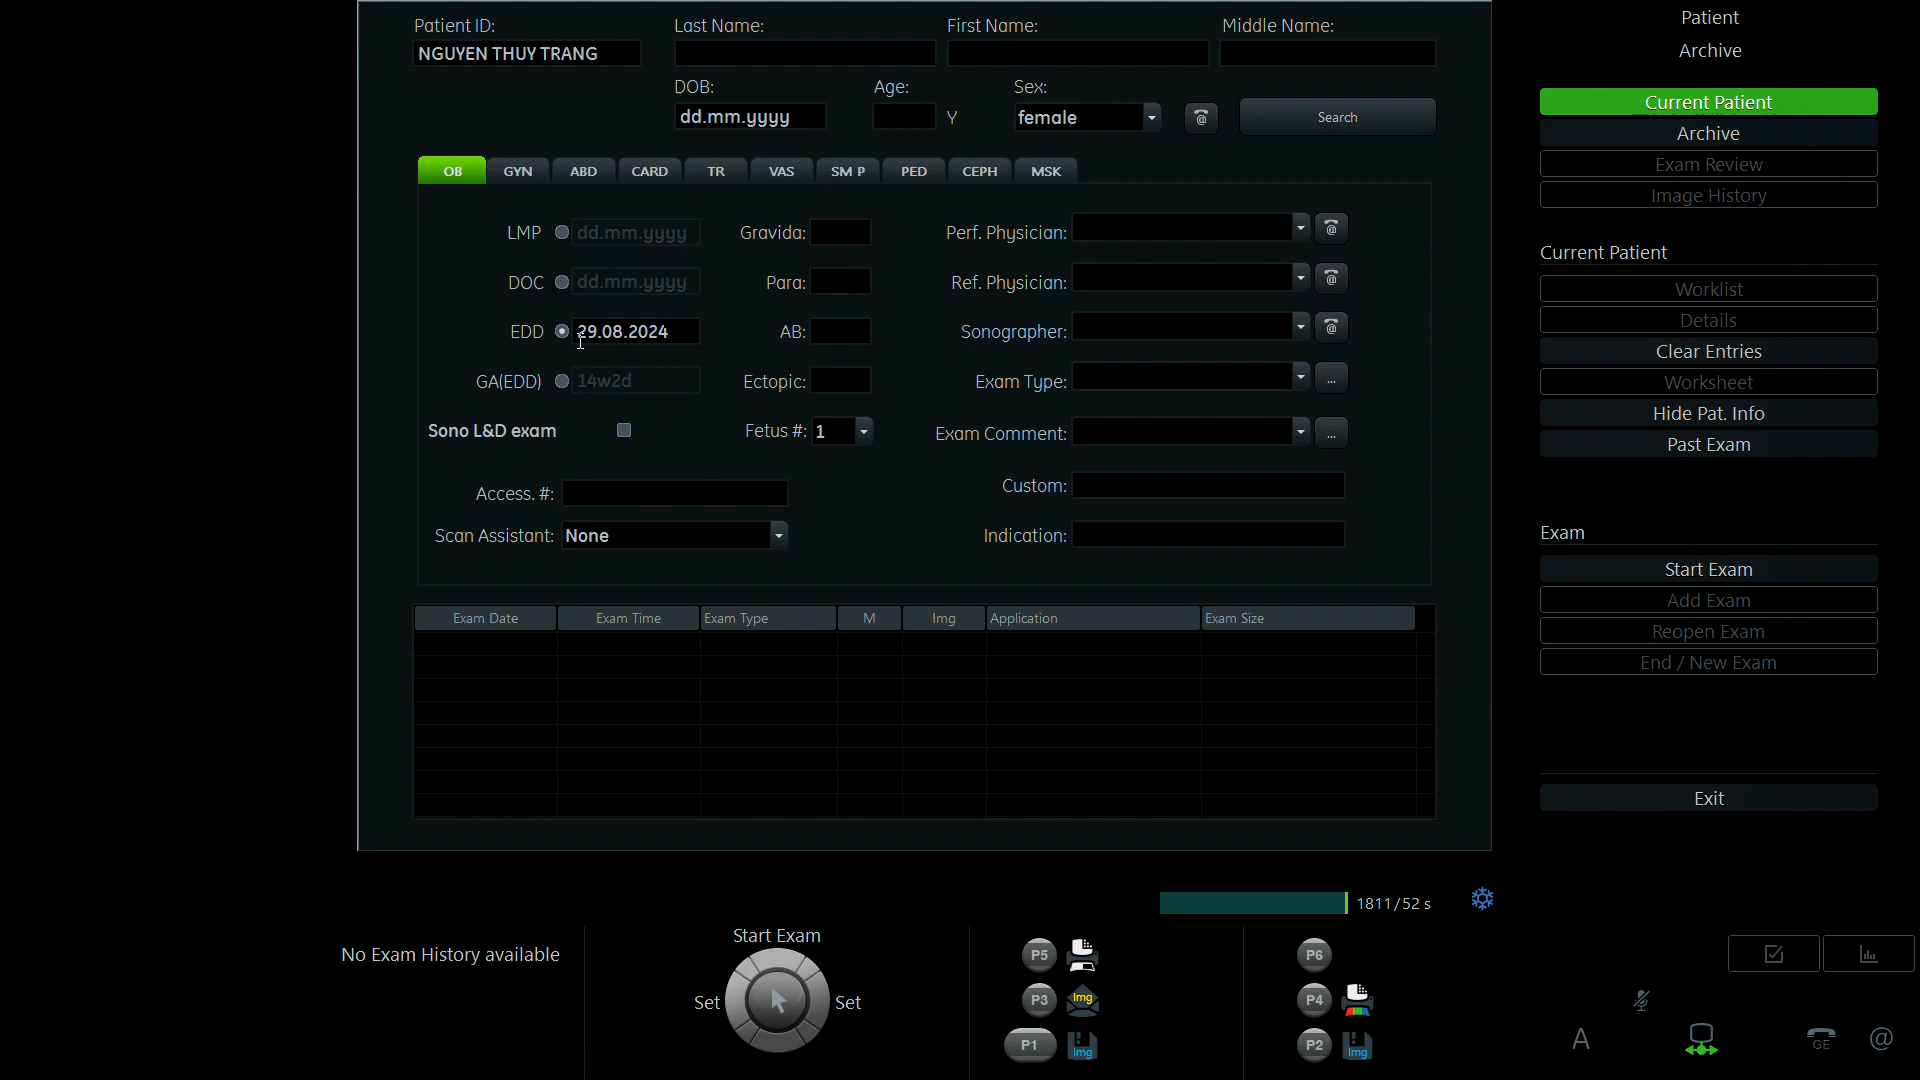 Patient ID: Last Name: First Name: Middle Name:
NGUYEN THUY TRANG
DOB: Age: Sex:
dd.mm.yyyy Y female @ Search
OB GYN ABD CARD TR VAS SM P PED CEPH MSK
LMP dd.mm.yyyy Gravida: Perf. Physician: @
DOC dd.mm.yyyy Para: Ref. Physician: @
EDD 29.08.2024 AB: Sonographer: @
GA(EDD) 14w2d Ectopic: Exam Type: ...
Sono L&D exam Fetus #: 1 Exam Comment: ...
Access. #: Custom:
Scan Assistant: None Indication:
Exam Date Exam Time Exam Type M Img Application Exam Size
Patient
Archive
Current Patient
Archive
Exam Review
Image History
Current Patient
Worklist
Details
Clear Entries
Worksheet
Hide Pat. Info
Past Exam
Exam
Start Exam
Add Exam
Reopen Exam
End / New Exam
Exit
1811/52 s
No Exam History available
Start Exam
Set Set
P5
P3 Img
P1 Img
P6
P4
P2 Img
A GE @